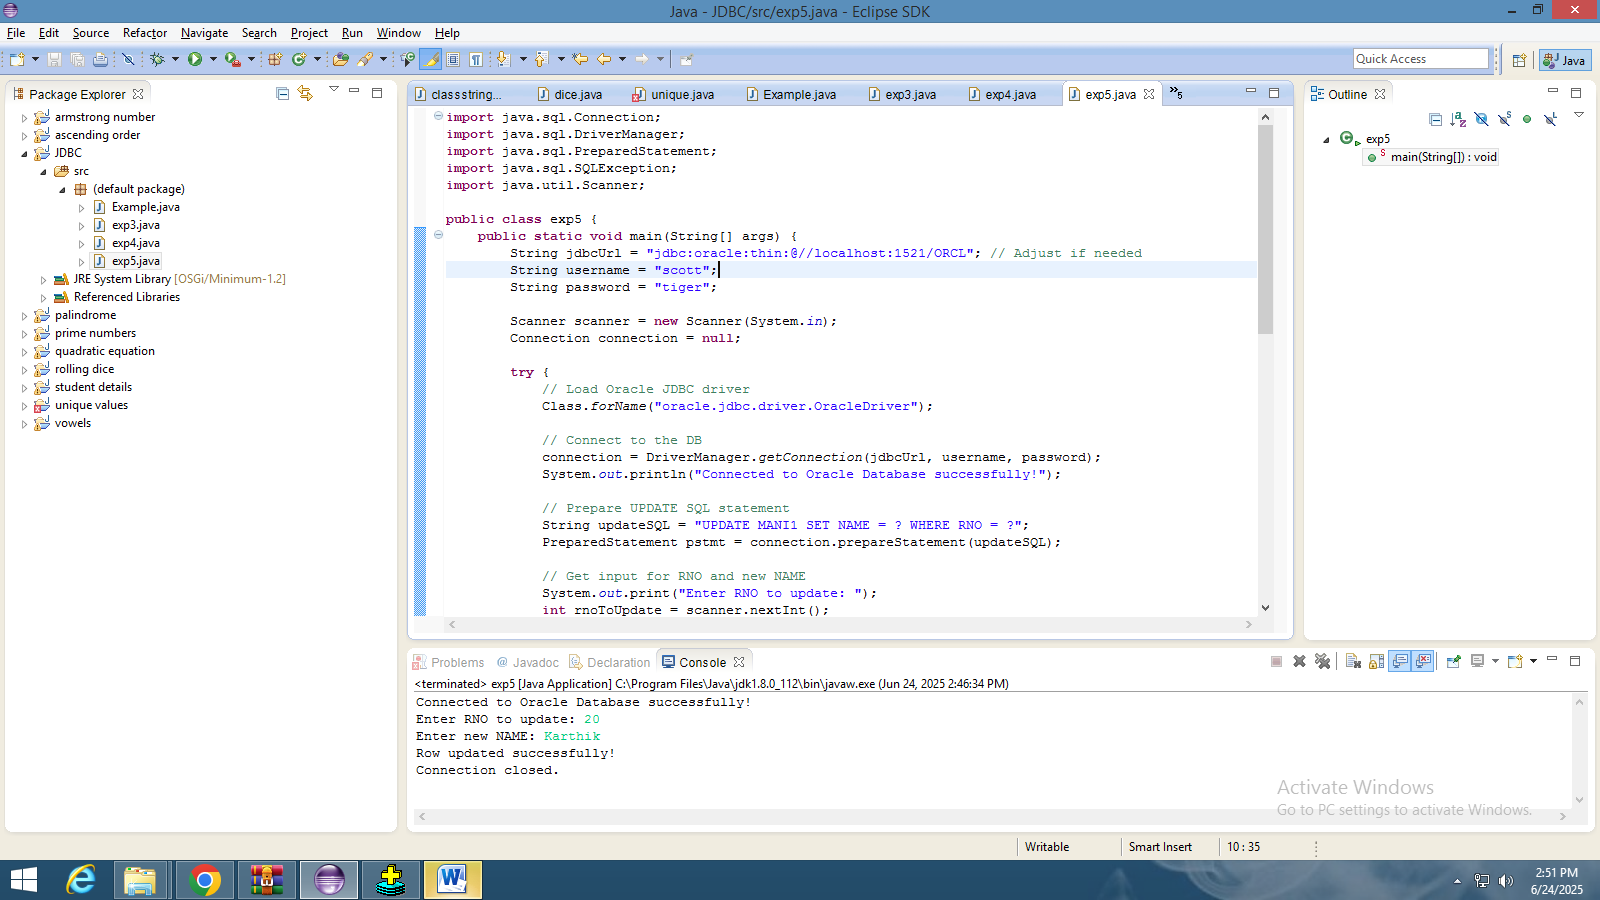 Java - JDBC/src/exp5.java - Eclipse SDK
File Edit Source Refactor Navigate Search Project Run Window Help
Quick Access
Java
Package Explorer
armstrong number
ascending order
JDBC
src
(default package)
Example.java
exp3.java
exp4.java
exp5.java
JRE System Library [OSGi/Minimum-1.2]
Referenced Libraries
palindrome
prime numbers
quadratic equation
rolling dice
student details
unique values
vowels
classstring... dice.java unique.java Example.java exp3.java exp4.java exp5.java »5
import java.sql.Connection;
import java.sql.DriverManager;
import java.sql.PreparedStatement;
import java.sql.SQLException;
import java.util.Scanner;
public class exp5 {
public static void main(String[] args) {
String jdbcUrl = "jdbc:oracle:thin:@//localhost:1521/ORCL"; // Adjust if needed
String username = "scott";
String password = "tiger";
Scanner scanner = new Scanner(System.in);
Connection connection = null;
try {
// Load Oracle JDBC driver
Class.forName("oracle.jdbc.driver.OracleDriver");
// Connect to the DB
connection = DriverManager.getConnection(jdbcUrl, username, password);
System.out.println("Connected to Oracle Database successfully!");
// Prepare UPDATE SQL statement
String updateSQL = "UPDATE MANI1 SET NAME = ? WHERE RNO = ?";
PreparedStatement pstmt = connection.prepareStatement(updateSQL);
// Get input for RNO and new NAME
System.out.print("Enter RNO to update: ");
int rnoToUpdate = scanner.nextInt();
Outline
exp5
main(String[]) : void
Problems @ Javadoc Declaration Console
<terminated> exp5 [Java Application] C:\Program Files\Java\jdk1.8.0_112\bin\javaw.exe (Jun 24, 2025 2:46:34 PM)
Connected to Oracle Database successfully!
Enter RNO to update: 20
Enter new NAME: Karthik
Row updated successfully!
Connection closed.
Activate Windows
Go to PC settings to activate Windows.
Writable Smart Insert 10 : 35
2:51 PM
6/24/2025